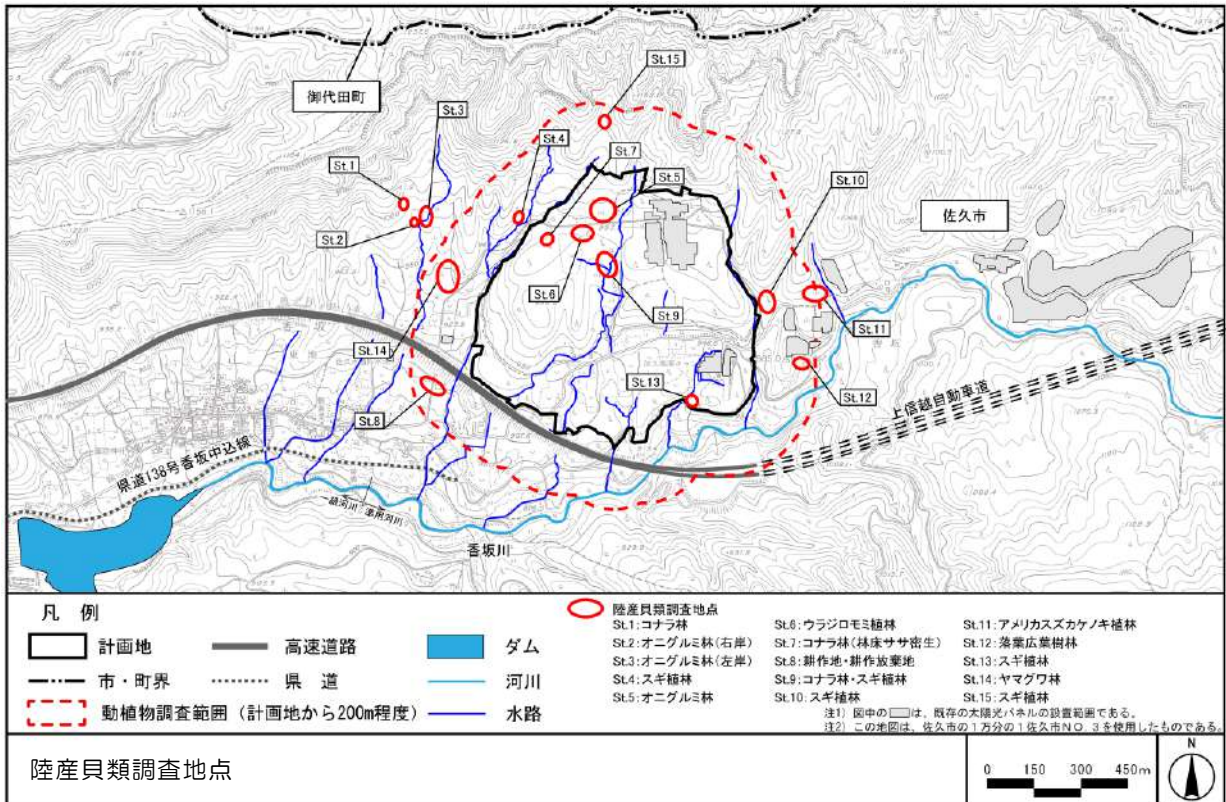 St.15
御代田町
St.3
St.4
St.7
St.1
St.5
St.10
佐久市
St.2
St.6
St.9
St.11
St.14
St.13
St.12
上信越自動車道
St.8
県道138号香坂中込線
香坂川
凡 例
計画地
高速道路
ダム
市・町界
県 道
河川
動植物調査範囲(計画地から200m程度)
水路
陸産貝類調査地点
St.1:コナラ林
St.2:オニグルミ林(右岸)
St.3:オニグルミ林(左岸)
St.4:スギ植林
St.5:オニグルミ林
St.6:ウラジロモミ植林
St.7:コナラ林(林床ササ密生)
St.8:耕作地・耕作放棄地
St.9:コナラ林・スギ植林
St.10:スギ植林
St.11:アメリカスズカケノキ植林
St.12:落葉広葉樹林
St.13:スギ植林
St.14:ヤマグワ林
St.15:スギ植林
注1) 図中の は、既存の太陽光パネルの設置範囲である。
注2) この地図は、佐久市の1万分の1佐久市NO.3を使用したものである。
陸産貝類調査地点
0 150 300 450m
N